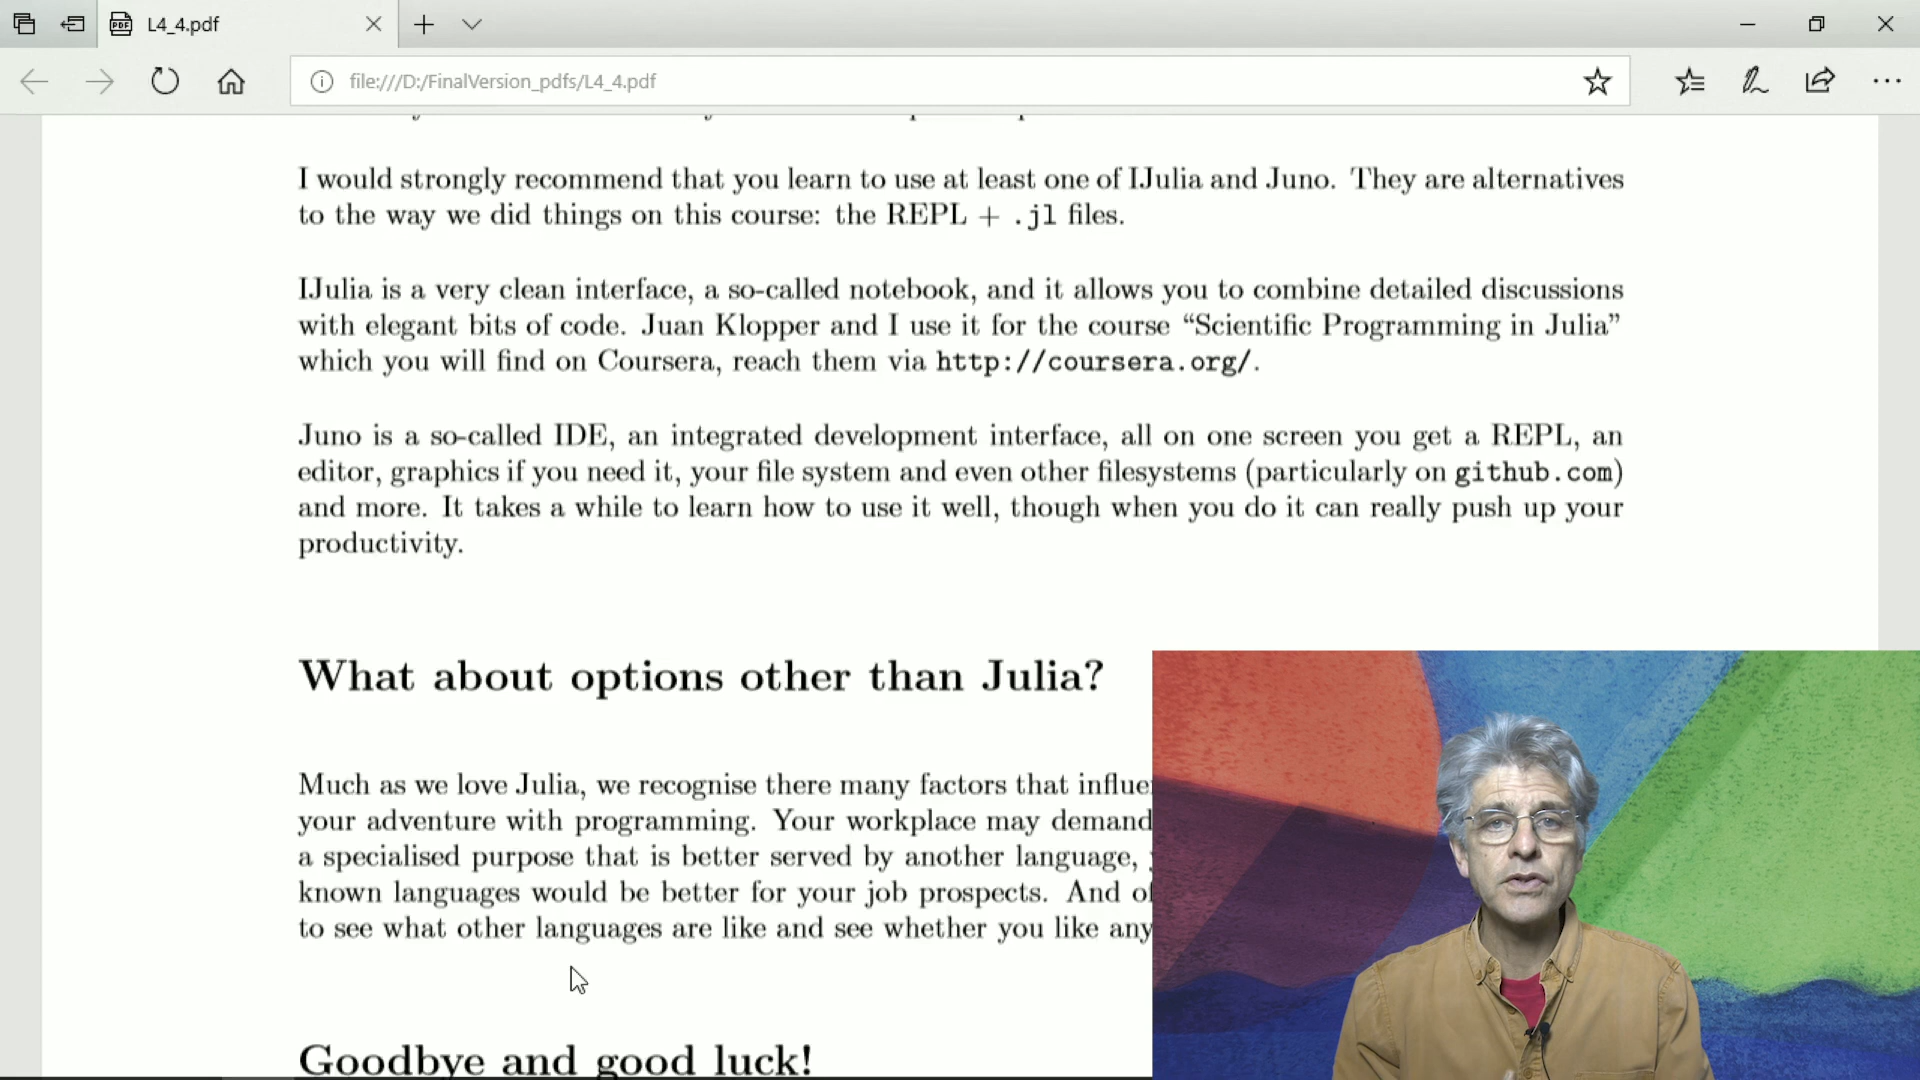 L4_4.pdf
file:///D:/FinalVersion_pdfs/L4_4.pdf
I would strongly recommend that you learn to use at least one of IJulia and Juno. They are alternatives
to the way we did things on this course: the REPL + .jl files.
IJulia is a very clean interface, a so-called notebook, and it allows you to combine detailed discussions
with elegant bits of code. Juan Klopper and I use it for the course “Scientific Programming in Julia”
which you will find on Coursera, reach them via http://coursera.org/.
Juno is a so-called IDE, an integrated development interface, all on one screen you get a REPL, an
editor, graphics if you need it, your file system and even other filesystems (particularly on github.com)
and more. It takes a while to learn how to use it well, though when you do it can really push up your
productivity.
What about options other than Julia?
Much as we love Julia, we recognise there many factors that
your adventure with programming. Your workplace may demand
a specialised purpose that is better served by another language,
known languages would be better for your job prospects. And
to see what other languages are like and see whether you like any
Goodbye and good luck!